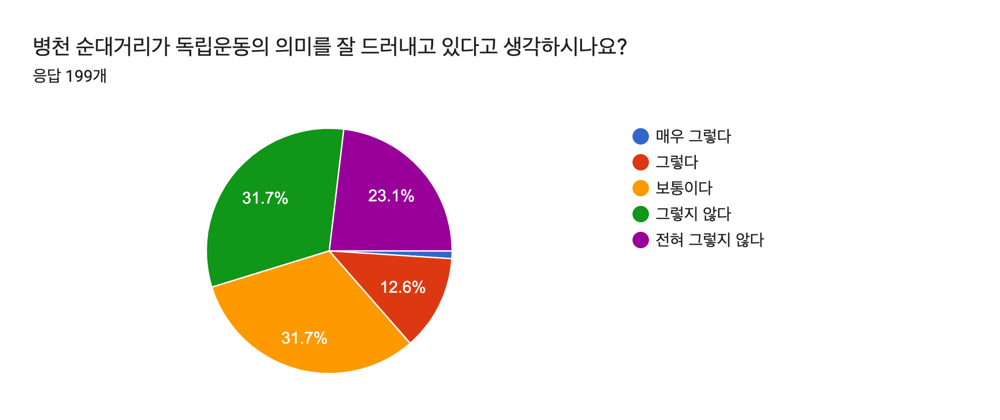 병천 순대거리가 독립운동의 의미를 잘 드러내고 있다고 생각하시나요?
응답 199개
31.7%
23.1%
12.6%
31.7%
매우 그렇다
그렇다
보통이다
그렇지 않다
전혀 그렇지 않다